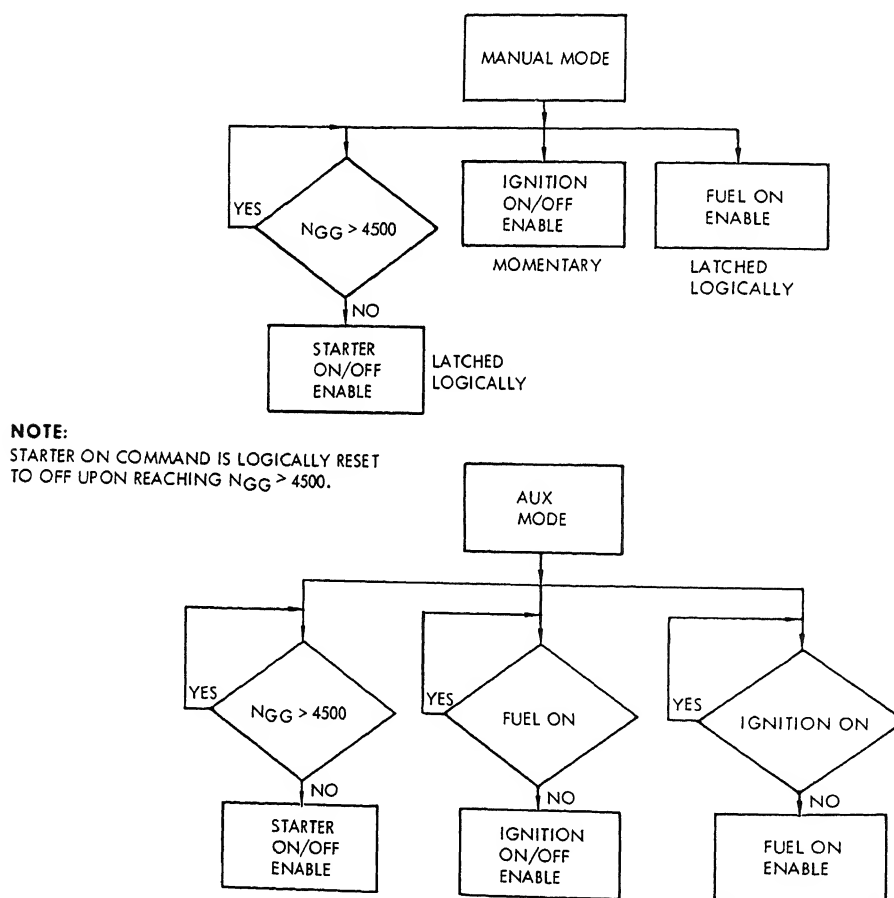 MANUAL MODE
YES
NGG > 4500
IGNITION
ON/OFF
ENABLE
FUEL ON
ENABLE
MOMENTARY
LATCHED
LOGICALLY
NO
STARTER
ON/OFF
ENABLE
LATCHED
LOGICALLY
NOTE:
STARTER ON COMMAND IS LOGICALLY RESET
TO OFF UPON REACHING NGG > 4500.
AUX
MODE
YES
NGG > 4500
YES
FUEL ON
YES
IGNITION ON
NO
NO
NO
STARTER
ON/OFF
ENABLE
IGNITION
ON/OFF
ENABLE
FUEL ON
ENABLE